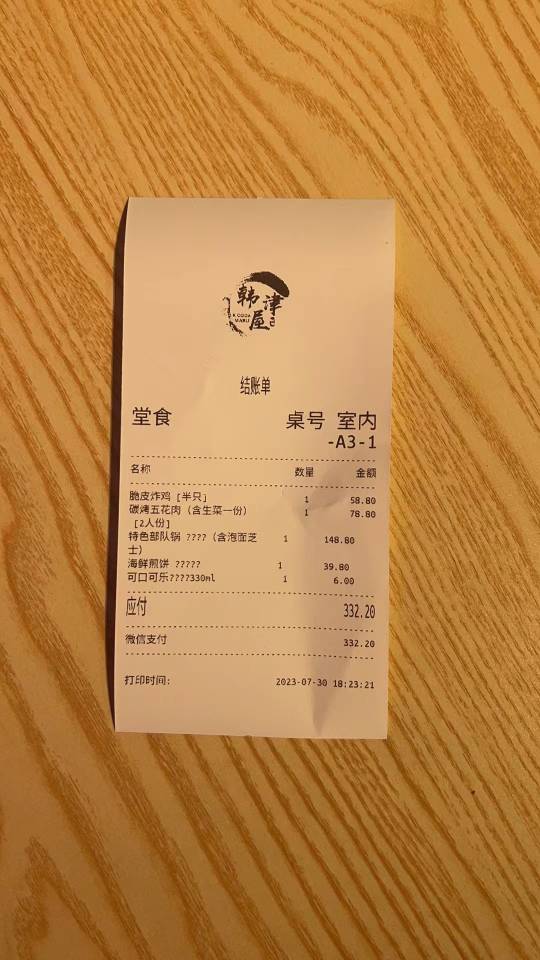 韩津屋
结账单
堂食 桌号 室内
-A3-1
名称 数量 金额
脆皮炸鸡 [半只] 1 58.80
碳烤五花肉（含生菜一份） 1 78.80
[2人份]
特色部队锅 ????（含泡面芝 1 148.80
士）
海鲜煎饼 ????? 1 39.80
可口可乐????330ml 1 6.00
应付 332.20
微信支付 332.20
打印时间: 2023-07-30 18:23:21